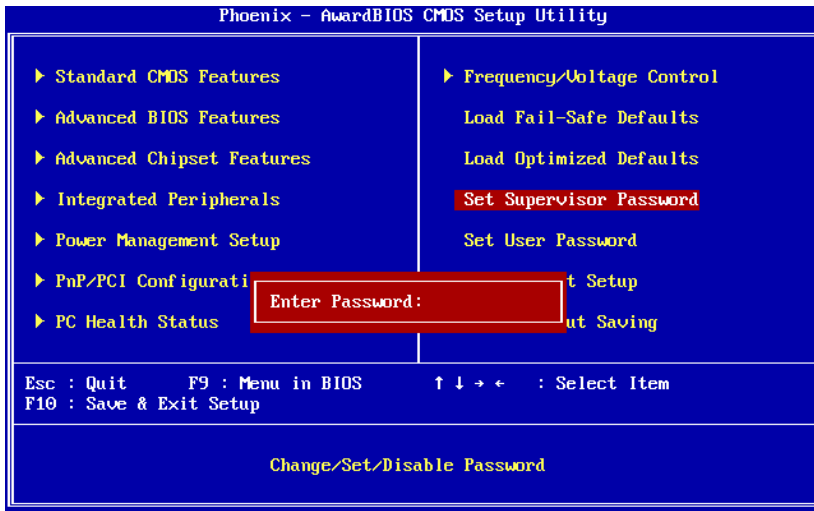 Phoenix - AwardBIOS CMOS Setup Utility
Standard CMOS Features
Advanced BIOS Features
Advanced Chipset Features
Integrated Peripherals
Power Management Setup
PnP/PCI Configurati
PC Health Status
Frequency/Voltage Control
Load Fail-Safe Defaults
Load Optimized Defaults
Set Supervisor Password
Set User Password
t Setup
ut Saving
Enter Password:
Esc : Quit F9 : Menu in BIOS ↑ ↓ → ← : Select Item
F10 : Save & Exit Setup
Change/Set/Disable Password